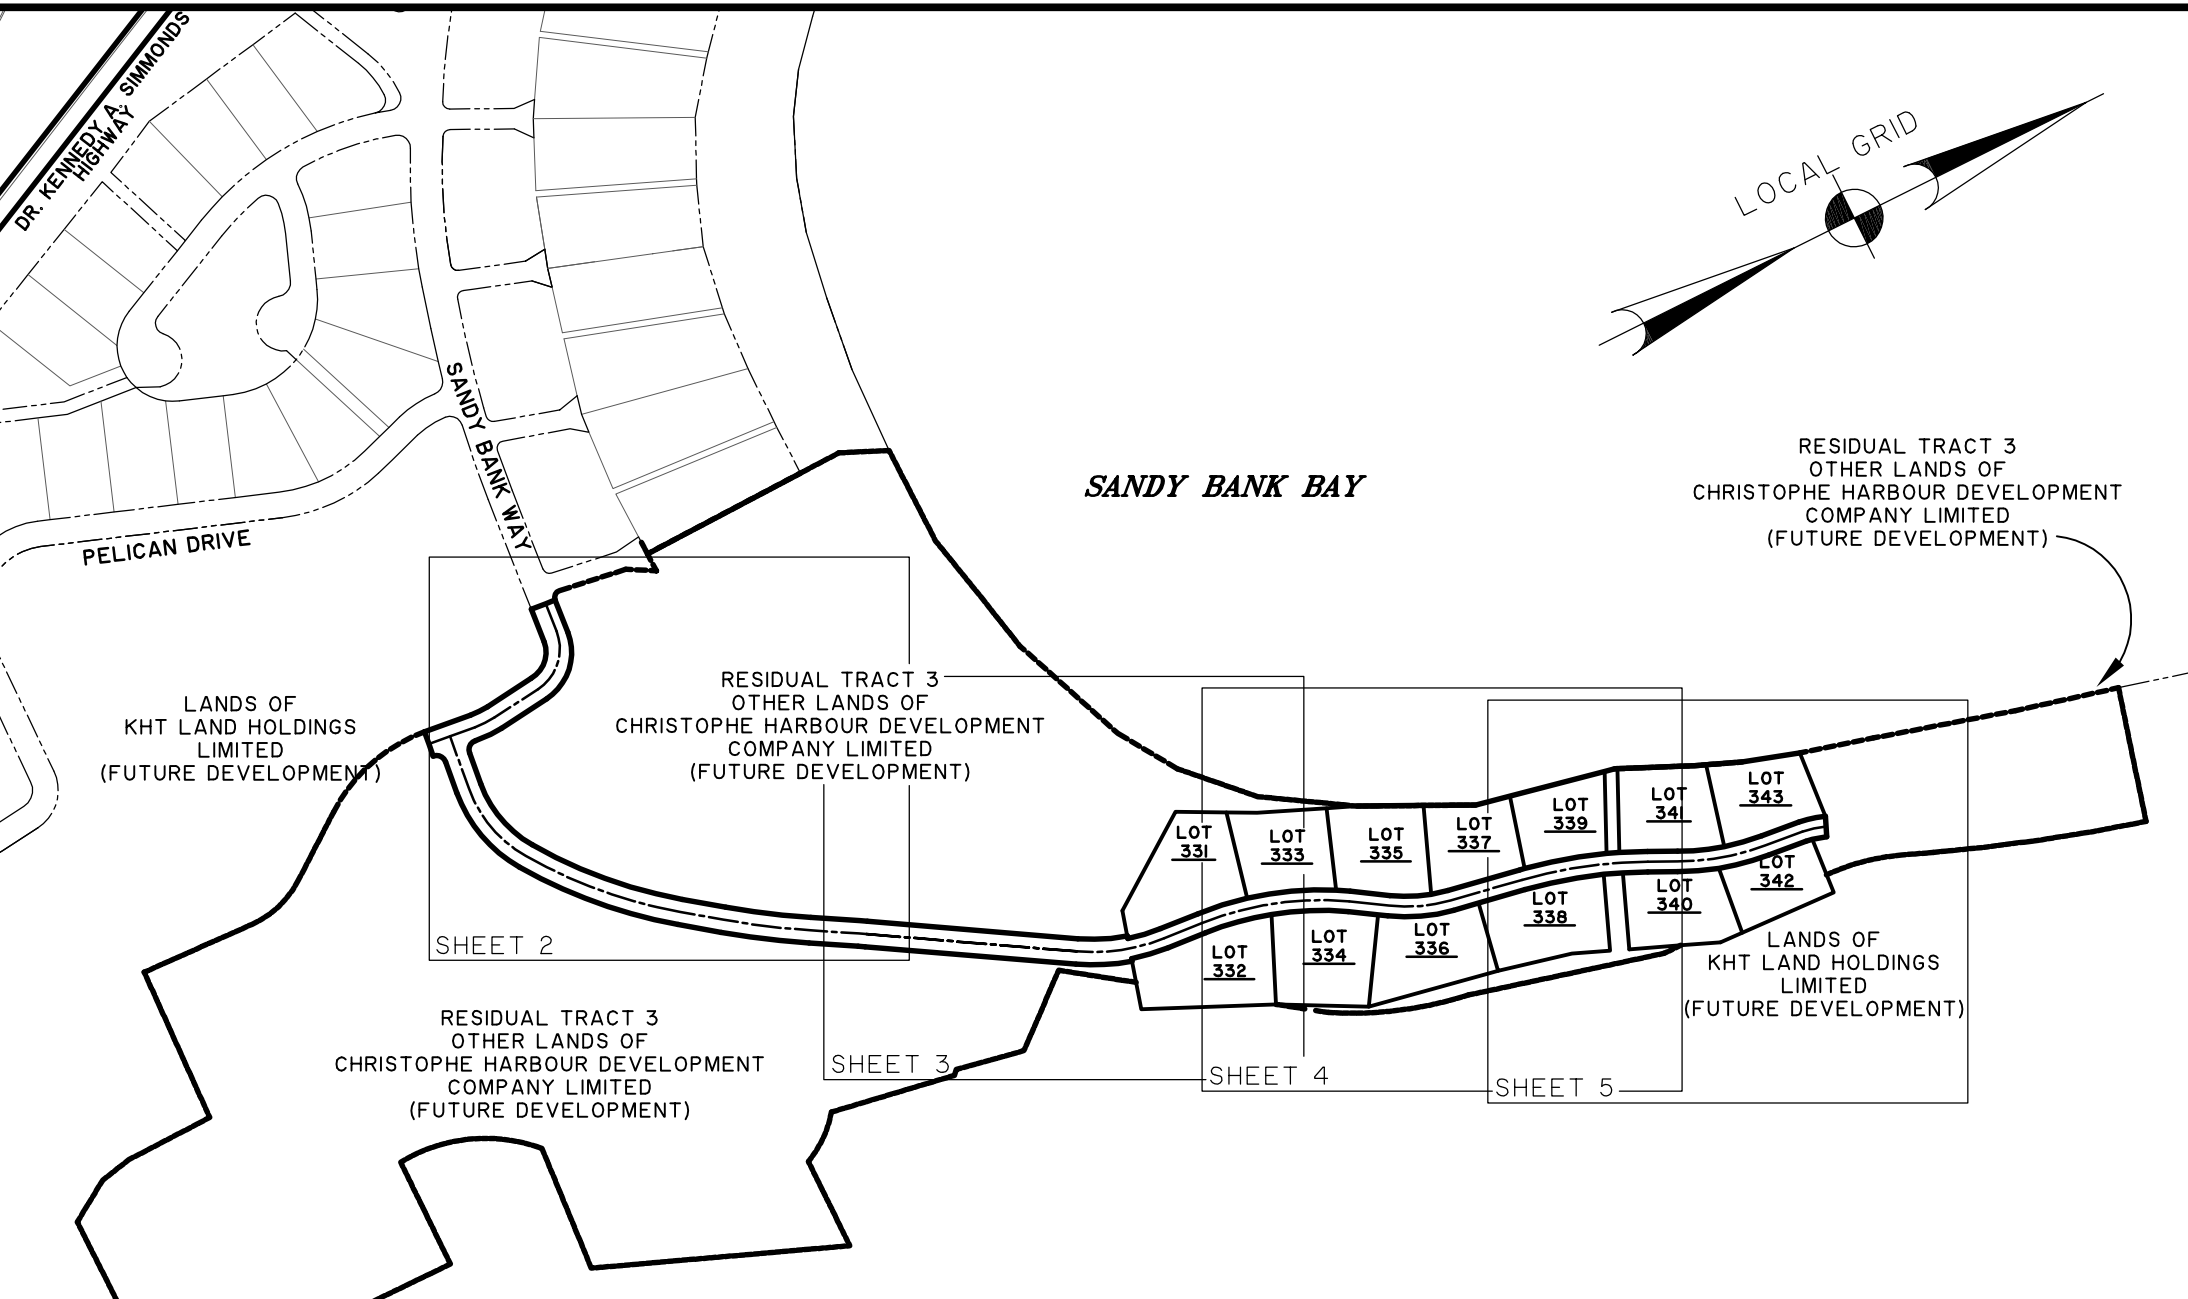 DR. KENNEDY A. SIMMONDS
HIGHWAY
LOCAL GRID
SANDY BANK WAY
PELICAN DRIVE
SANDY BANK BAY
RESIDUAL TRACT 3
OTHER LANDS OF
CHRISTOPHE HARBOUR DEVELOPMENT
COMPANY LIMITED
(FUTURE DEVELOPMENT)
LANDS OF
KHT LAND HOLDINGS
LIMITED
(FUTURE DEVELOPMENT)
RESIDUAL TRACT 3
OTHER LANDS OF
CHRISTOPHE HARBOUR DEVELOPMENT
COMPANY LIMITED
(FUTURE DEVELOPMENT)
LOT
331
LOT
333
LOT
335
LOT
337
LOT
339
LOT
341
LOT
343
LOT
332
LOT
334
LOT
336
LOT
338
LOT
340
LOT
342
SHEET 2
LANDS OF
KHT LAND HOLDINGS
LIMITED
(FUTURE DEVELOPMENT)
RESIDUAL TRACT 3
OTHER LANDS OF
CHRISTOPHE HARBOUR DEVELOPMENT
COMPANY LIMITED
(FUTURE DEVELOPMENT)
SHEET 3
SHEET 4
SHEET 5